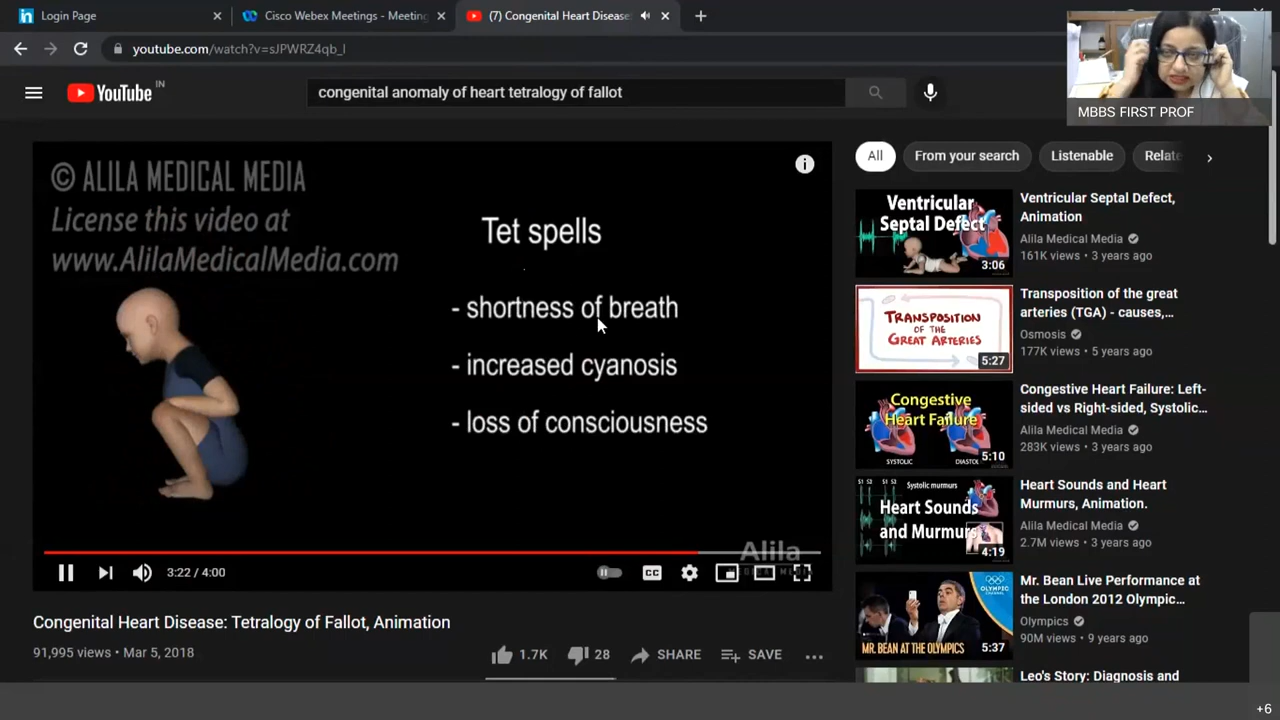 Login Page
Cisco Webex Meetings - Meeting
(7) Congenital Heart Disease:
youtube.com/watch?v=sJPWRZ4qb_I
MBBS FIRST PROF
YouTube IN
congenital anomaly of heart tetralogy of fallot
© ALILA MEDICAL MEDIA
License this video at
www.AlilaMedicalMedia.com
Tet spells
- shortness of breath
- increased cyanosis
- loss of consciousness
Alila
3:22 / 4:00
CC
Congenital Heart Disease: Tetralogy of Fallot, Animation
91,995 views • Mar 5, 2018
1.7K
28
SHARE
SAVE
All
From your search
Listenable
Relate
Ventricular
Septal Defect
3:06
Ventricular Septal Defect,
Animation
Alila Medical Media
161K views • 3 years ago
TRANSPOSITION
OF THE
GREAT ARTERIES
5:27
Transposition of the great
arteries (TGA) - causes,...
Osmosis
177K views • 5 years ago
Congestive
Heart Failure
SYSTOLIC
5:10
Congestive Heart Failure: Left-
sided vs Right-sided, Systolic...
Alila Medical Media
283K views • 3 years ago
S1 S2
S1 S2
Systolic murmurs
Heart Sounds
and Murmurs
4:19
Heart Sounds and Heart
Murmurs, Animation.
Alila Medical Media
2.7M views • 3 years ago
MR. BEAN AT THE OLYMPICS
5:37
Mr. Bean Live Performance at
the London 2012 Olympic...
Olympics
90M views • 9 years ago
Leo's Story: Diagnosis and
+6